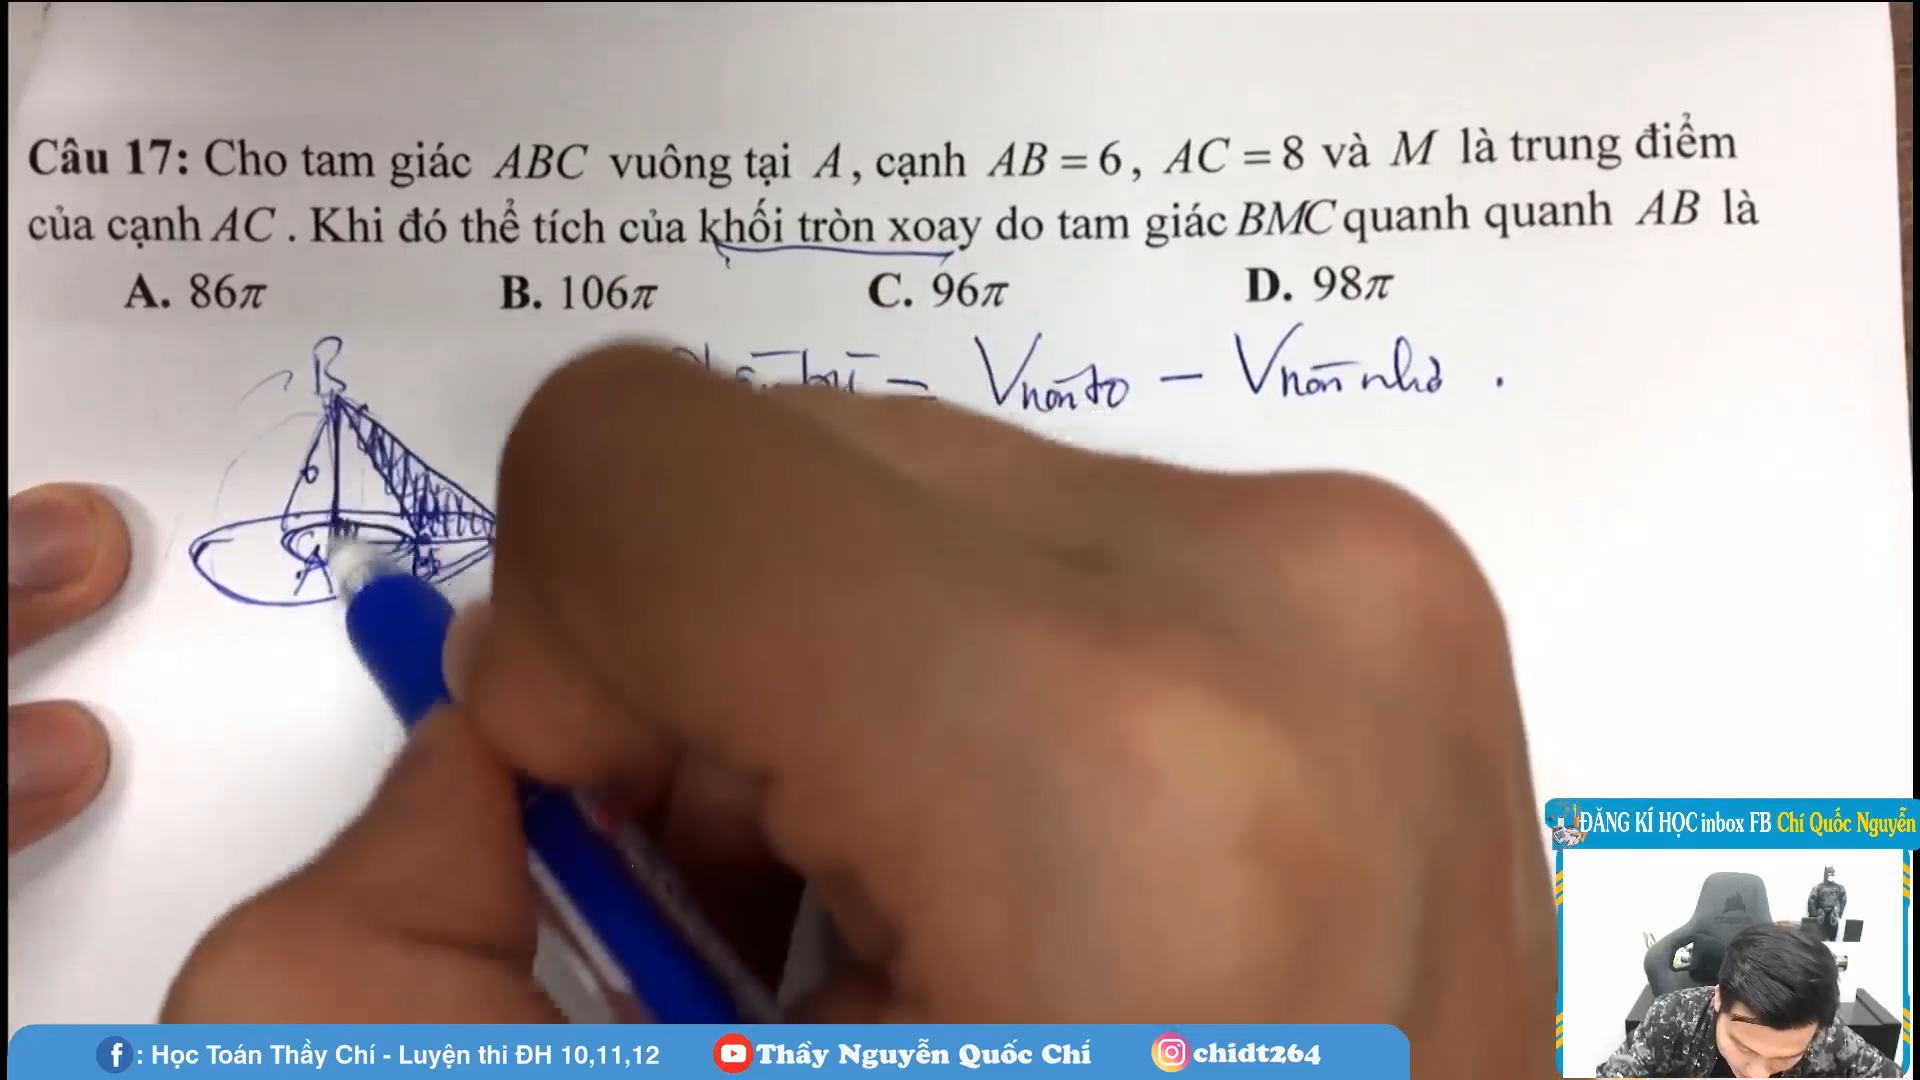 Câu 17: Cho tam giác ABC vuông tại A, cạnh AB = 6, AC = 8 và M là trung điểm
của cạnh AC. Khi đó thể tích của khối tròn xoay do tam giác BMC quanh quanh AB là
A. 86π B. 106π C. 96π D. 98π
B
= Vnón to - Vnón nhỏ.
6
A
ĐĂNG KÍ HỌC inbox FB Chí Quốc Nguyễn
f : Học Toán Thầy Chí - Luyện thi ĐH 10,11,12
Thầy Nguyễn Quốc Chí
chidt264